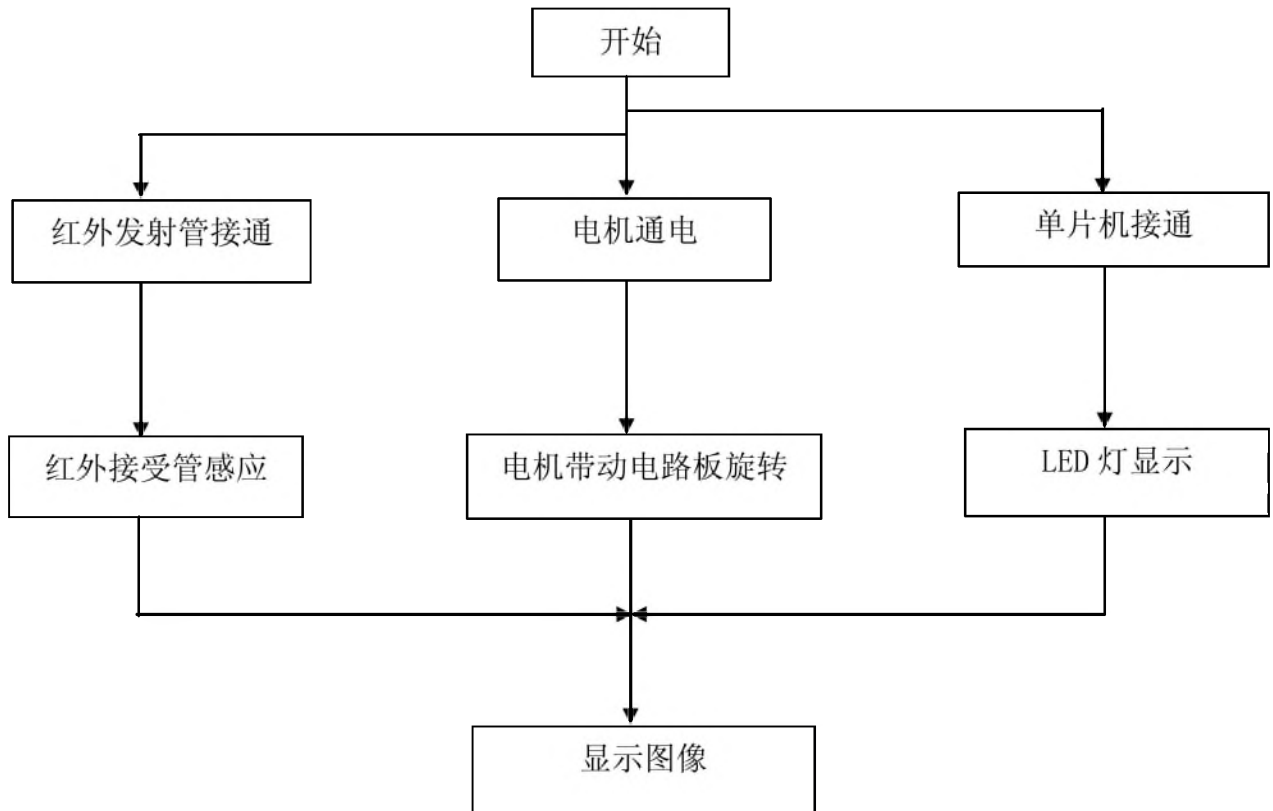 开始
红外发射管接通
电机通电
单片机接通
红外接受管感应
电机带动电路板旋转
LED 灯显示
显示图像